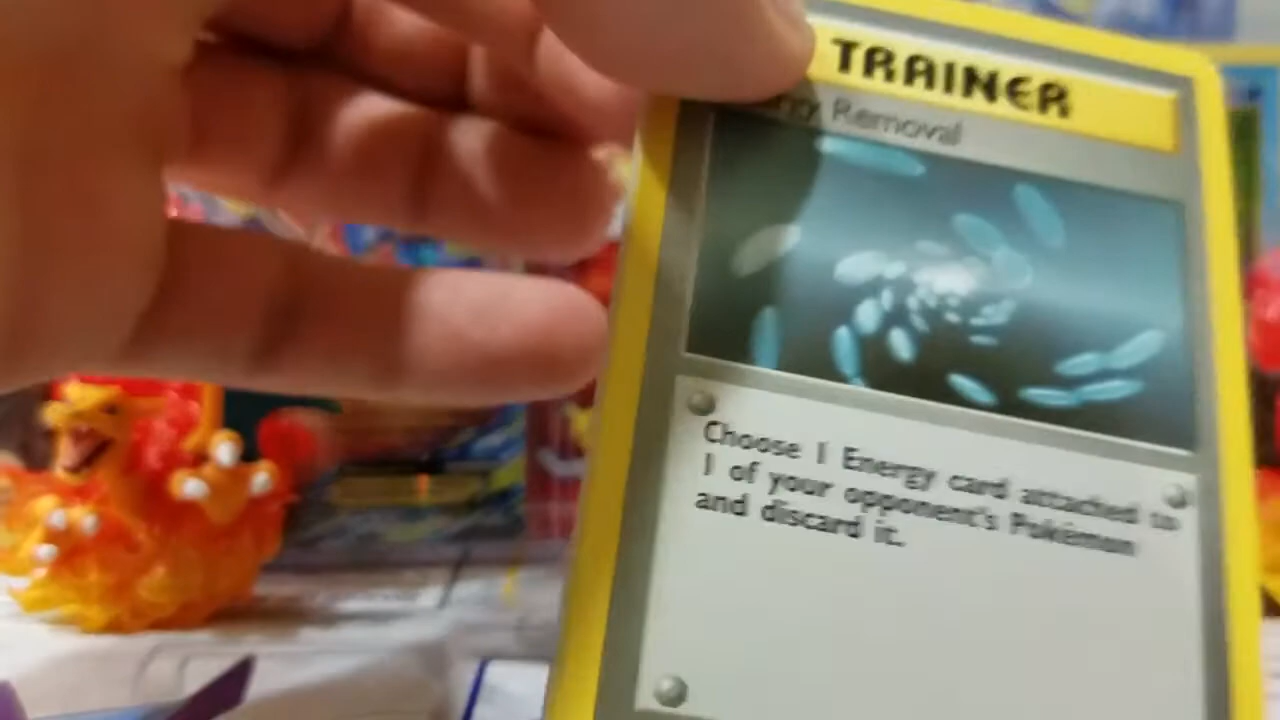 TRAINER
Removal
Choose 1 Energy card attached to
1 of your opponent's Pokémon
and discard it.